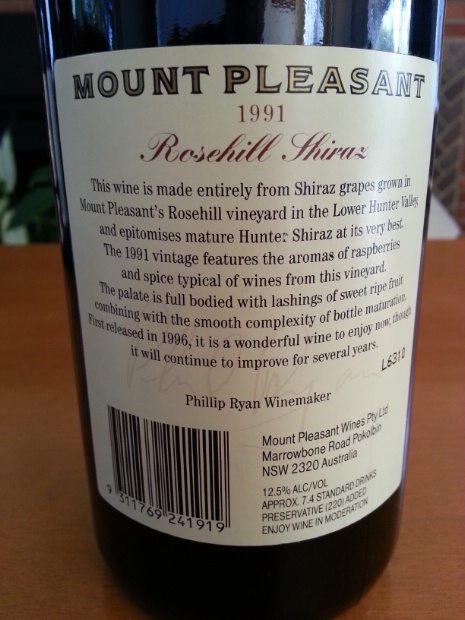 MOUNT PLEASANT
1991
Rosehill Shiraz
This wine is made entirely from Shiraz grapes grown in
Mount Pleasant's Rosehill vineyard in the Lower Hunter Valley,
and epitomises mature Hunter Shiraz at its very best.
The 1991 vintage features the aromas of raspberries
and spice typical of wines from this vineyard.
The palate is full bodied with lashings of sweet ripe fruit
combining with the smooth complexity of bottle maturation.
First released in 1996, it is a wonderful wine to enjoy now, though
it will continue to improve for several years.
L6310
Phillip Ryan Winemaker
Mount Pleasant Wines Pty Ltd
Marrowbone Road Pokolbin
NSW 2320 Australia
12.5% ALC/VOL
APPROX. 7.4 STANDARD DRINKS
PRESERVATIVE (220) ADDED
ENJOY WINE IN MODERATION
9 311769 241919